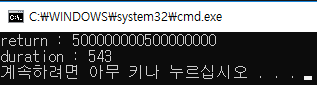 C:₩WINDOWS₩system32₩cmd.exe
return : 500000000500000000
duration : 543
계속하려면 아무 키나 누르십시오 . . .